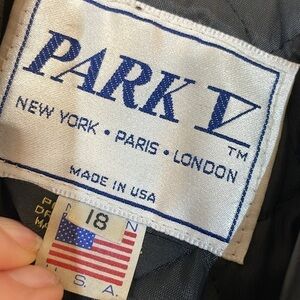 PARK V
TM
NEW YORK • PARIS • LONDON
MADE IN USA
18
U.S.A.